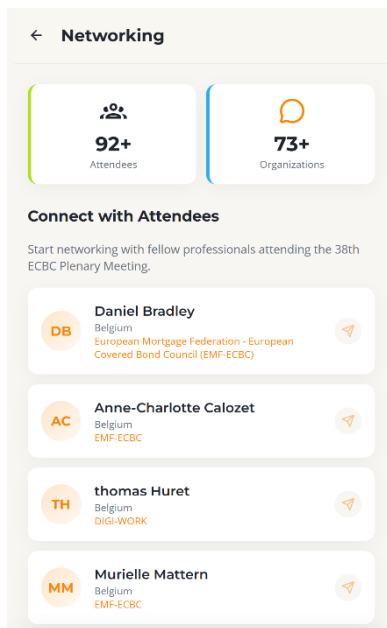 Networking
92+
Attendees
73+
Organizations
Connect with Attendees
Start networking with fellow professionals attending the 38th
ECBC Plenary Meeting.
DB
Daniel Bradley
Belgium
European Mortgage Federation - European
Covered Bond Council (EMF-ECBC)
AC
Anne-Charlotte Calozet
Belgium
EMF-ECBC
TH
thomas Huret
Belgium
DIGI-WORK
MM
Murielle Mattern
Belgium
EMF-ECBC